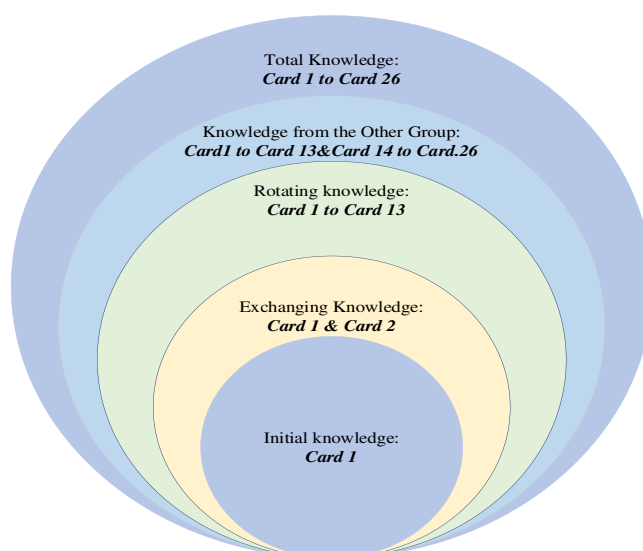 Total Knowledge:
Card 1 to Card 26
Knowledge from the Other Group:
Card1 to Card 13&Card 14 to Card.26
Rotating knowledge:
Card 1 to Card 13
Exchanging Knowledge:
Card 1 & Card 2
Initial knowledge:
Card 1